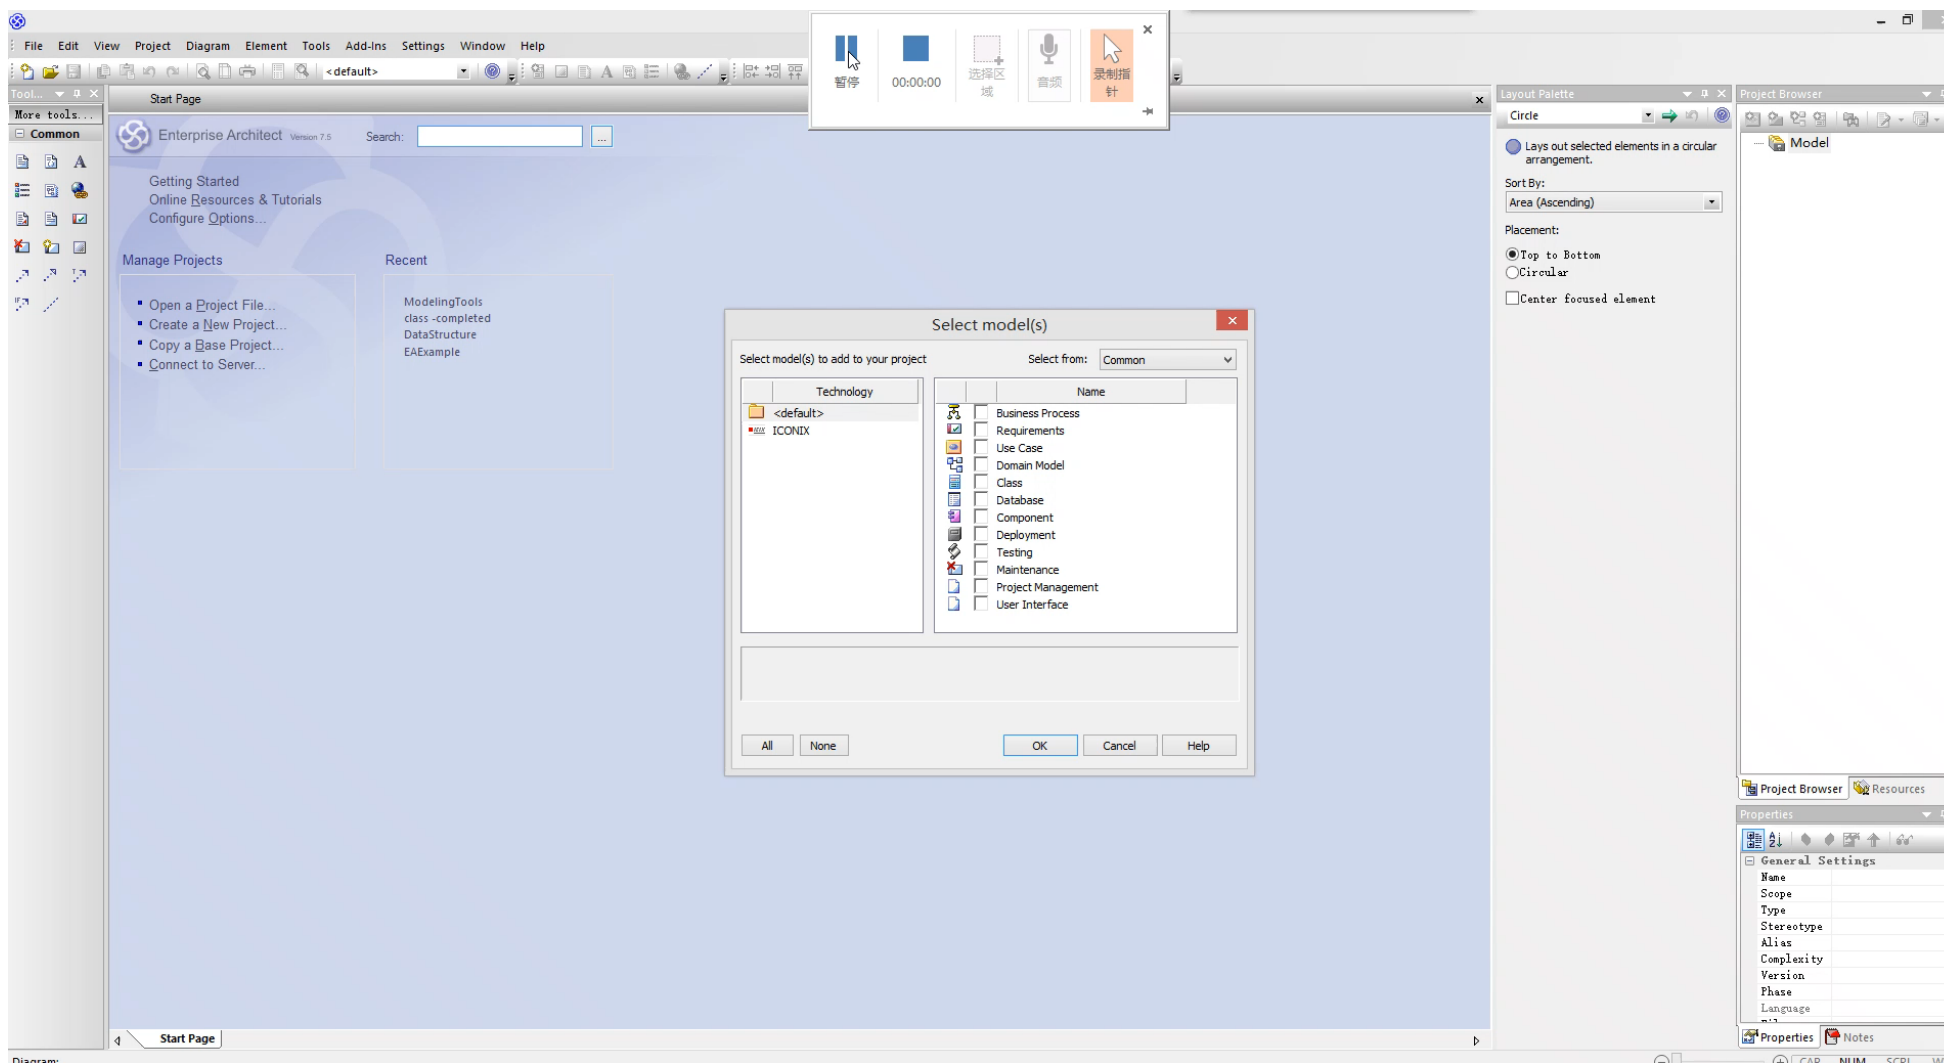 File Edit View Project Diagram Element Tools Add-Ins Settings Window Help
暂停
00:00:00
选择区域
音频
录制指针
<default>
Tool...
More tools...
Common
Start Page
Enterprise Architect Version 7.5
Search:
...
Getting Started
Online Resources & Tutorials
Configure Options...
Manage Projects
Open a Project File...
Create a New Project...
Copy a Base Project...
Connect to Server...
Recent
ModelingTools
class -completed
DataStructure
EAExample
Select model(s)
Select model(s) to add to your project
Select from: Common
Technology
<default>
ICONIX
Name
Business Process
Requirements
Use Case
Domain Model
Class
Database
Component
Deployment
Testing
Maintenance
Project Management
User Interface
All None OK Cancel Help
Layout Palette
Circle
Lays out selected elements in a circular
arrangement.
Sort By:
Area (Ascending)
Placement:
Top to Bottom
Circular
Center focused element
Project Browser
Model
Project Browser Resources
Properties
General Settings
Name
Scope
Type
Stereotype
Alias
Complexity
Version
Phase
Language
Properties Notes
Start Page
Diagram:
CAP NUM SCRL